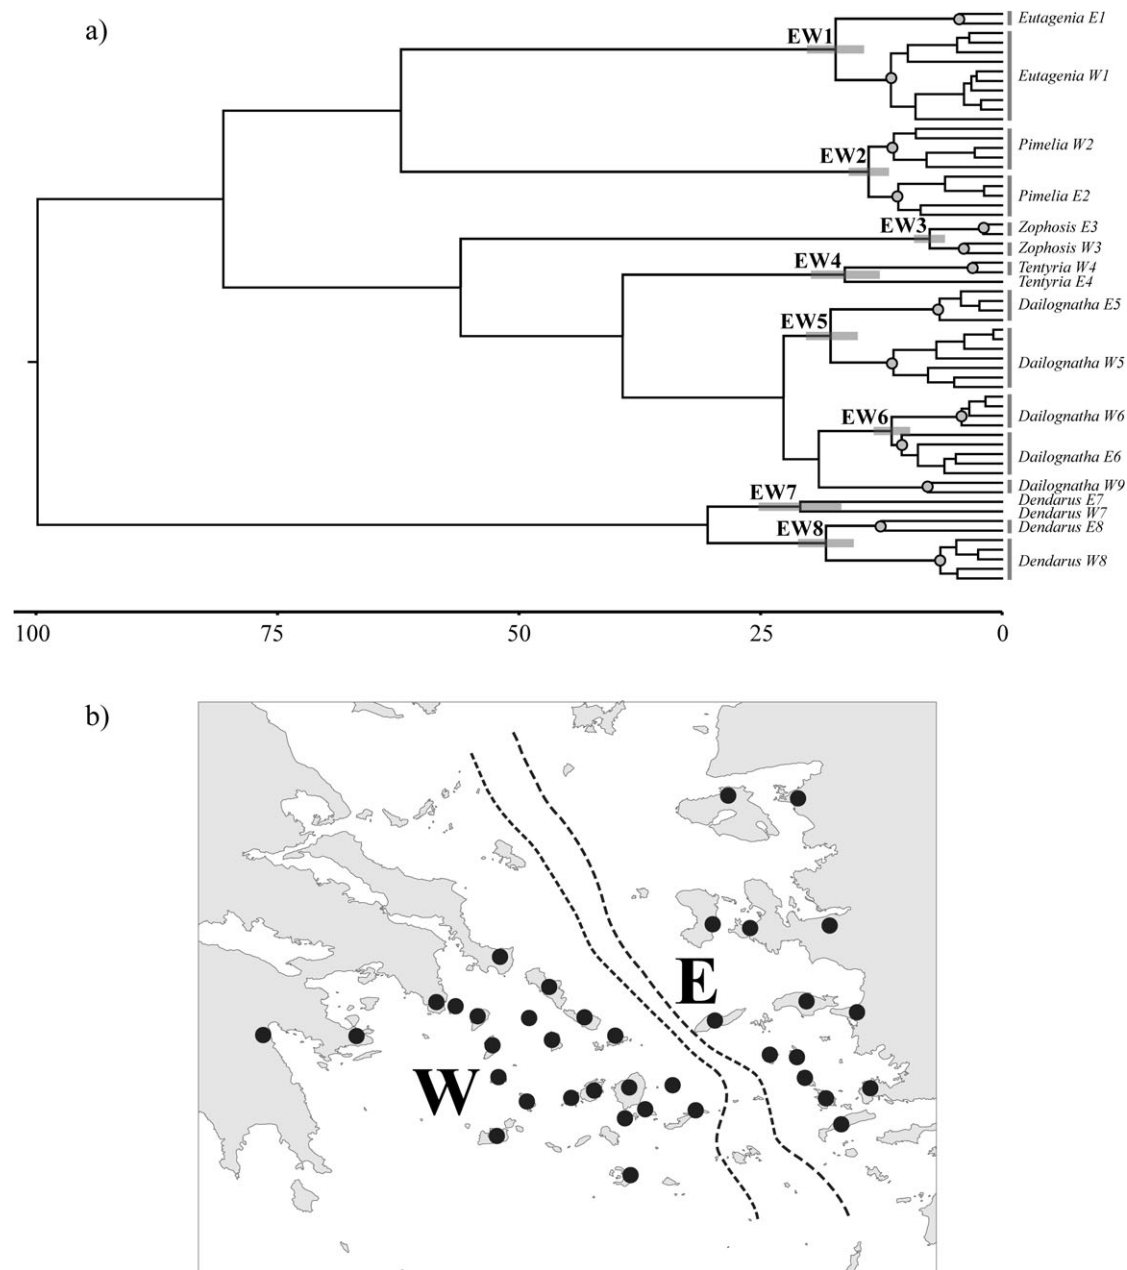 a)
EW1
Eutagenia E1
Eutagenia W1
EW2
Pimelia W2
Pimelia E2
EW3
Zophosis E3
Zophosis W3
EW4
Tentyria W4
Tentyria E4
EW5
Dailognatha E5
Dailognatha W5
EW6
Dailognatha W6
Dailognatha E6
Dailognatha W9
EW7
Dendarus E7
Dendarus W7
EW8
Dendarus E8
Dendarus W8
100 75 50 25 0
b)
E
W